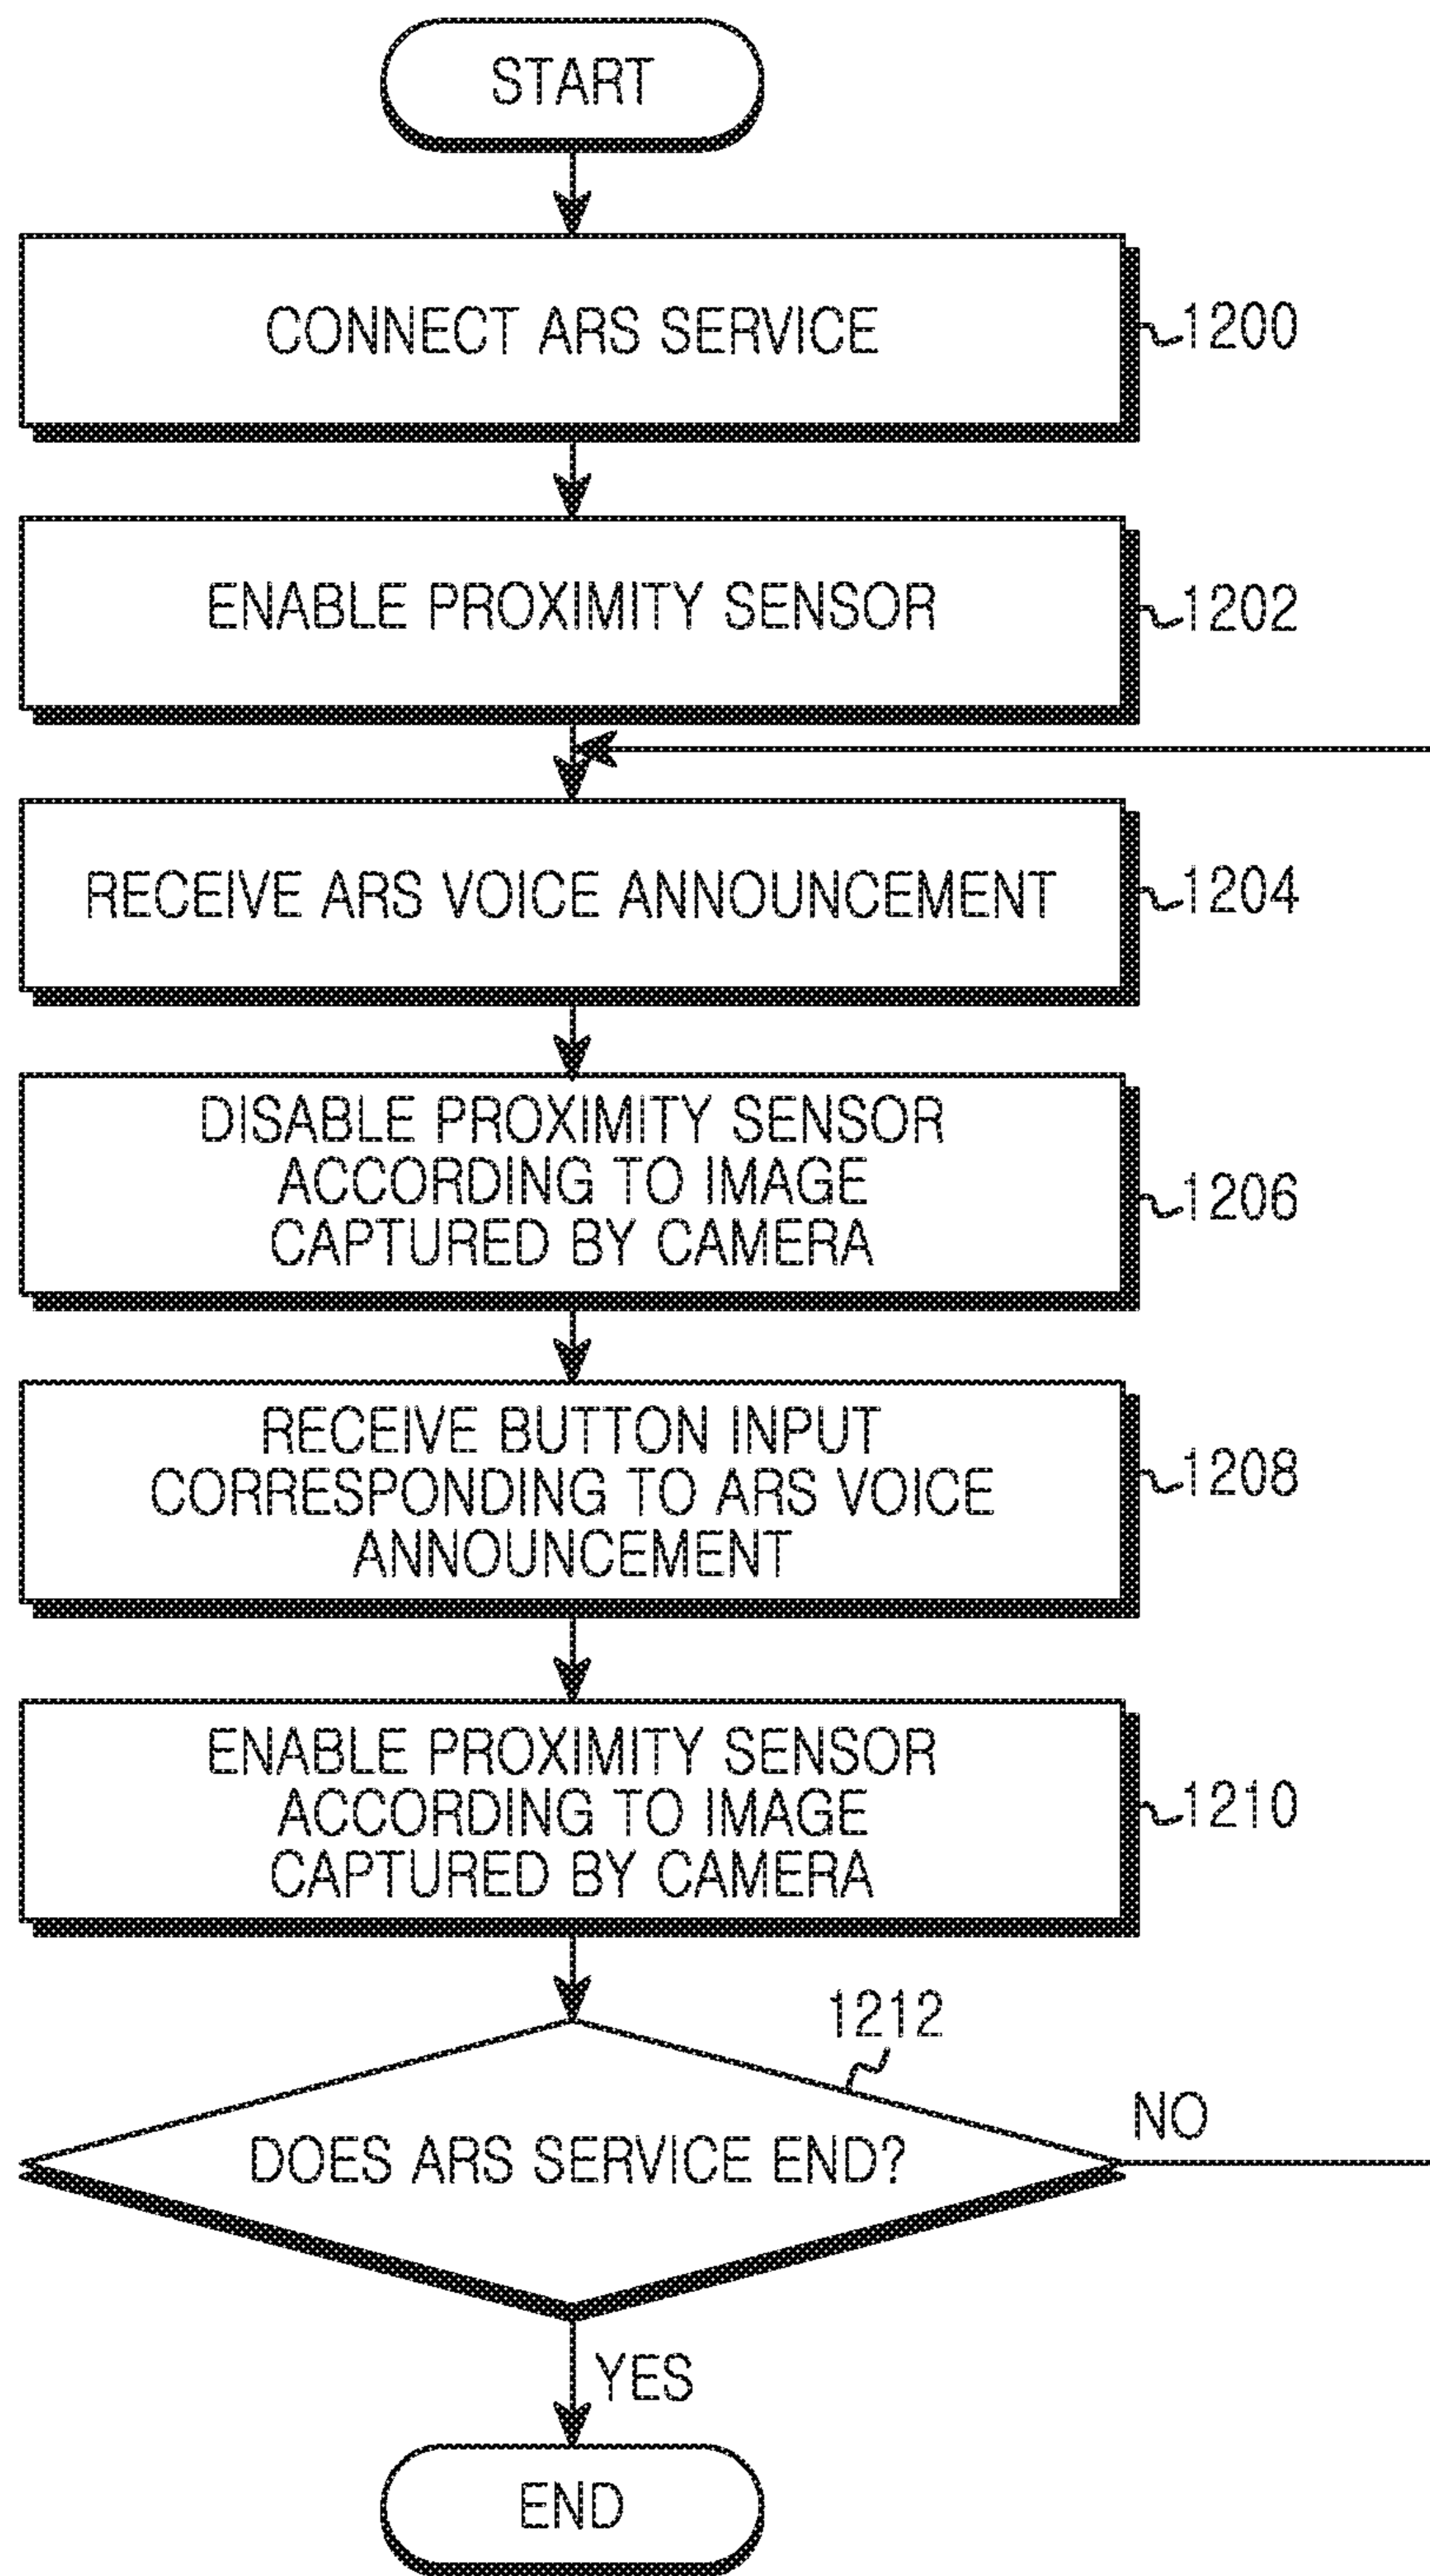 START
CONNECT ARS SERVICE
1200
ENABLE PROXIMITY SENSOR
1202
RECEIVE ARS VOICE ANNOUNCEMENT
1204
DISABLE PROXIMITY SENSOR
ACCORDING TO IMAGE
CAPTURED BY CAMERA
1206
RECEIVE BUTTON INPUT
CORRESPONDING TO ARS VOICE
ANNOUNCEMENT
1208
ENABLE PROXIMITY SENSOR
ACCORDING TO IMAGE
CAPTURED BY CAMERA
1210
1212
DOES ARS SERVICE END?
NO
YES
END